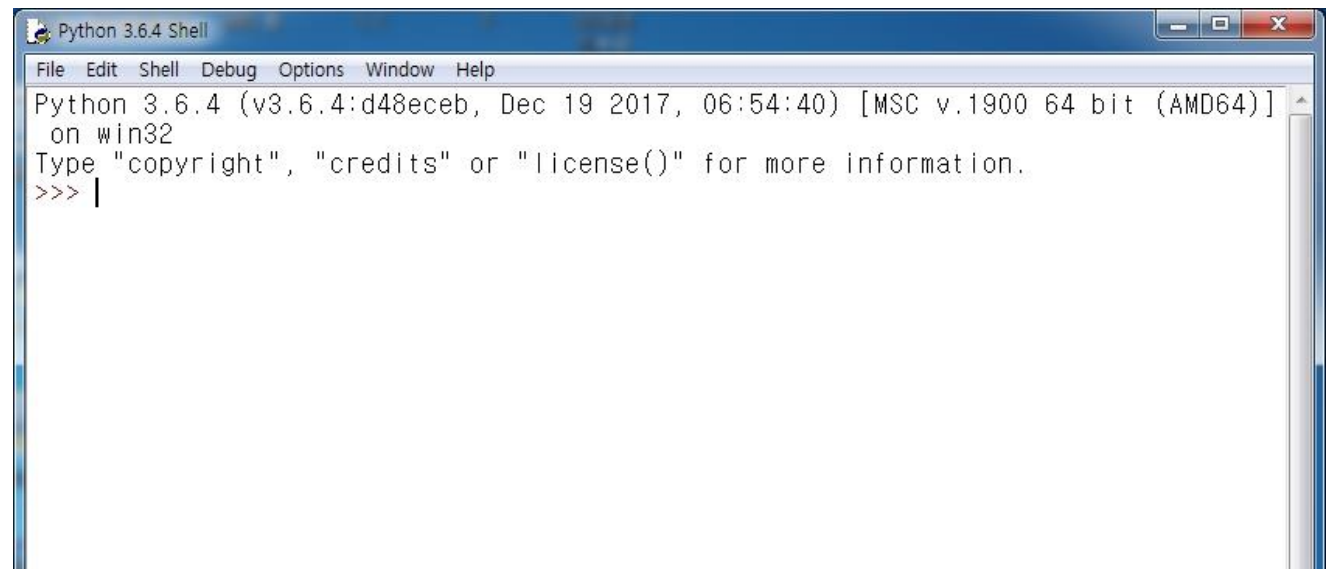 Python 3.6.4 Shell
File Edit Shell Debug Options Window Help
Python 3.6.4 (v3.6.4:d48eceb, Dec 19 2017, 06:54:40) [MSC v.1900 64 bit (AMD64)]
 on win32
Type "copyright", "credits" or "license()" for more information.
>>>